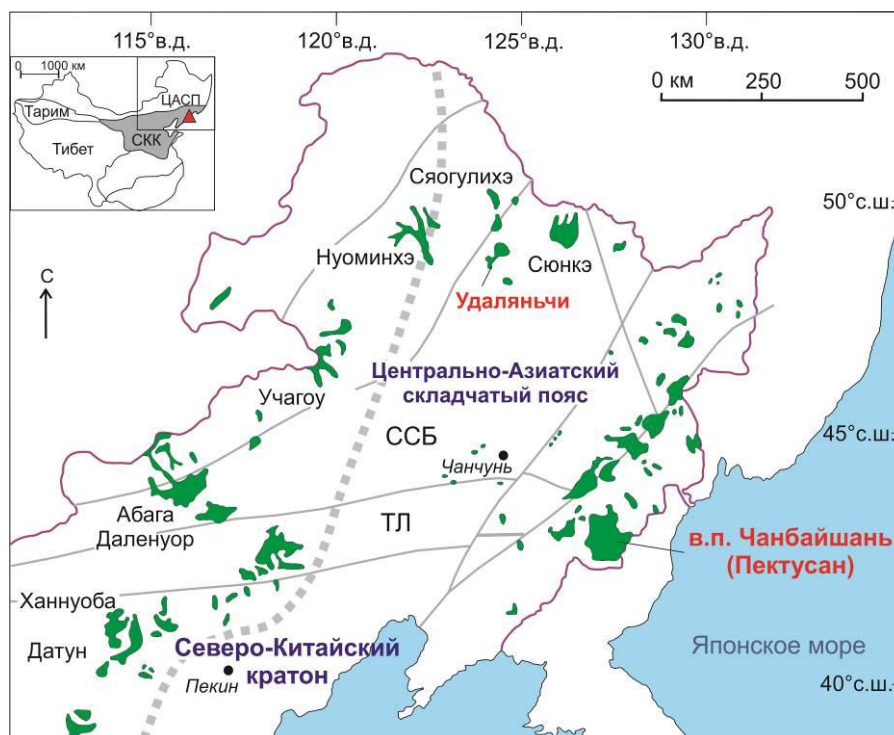 115°в.д.
120°в.д.
125°в.д.
130°в.д.
0
1000 км
ЦАСП
Тарим
СКК
Тибет
0 км
250
500
Сяогулихэ
50°с.ш.
Нуоминхэ
Сюнкэ
С
Удаляньчи
Центрально-Азиатский
складчатый пояс
Учагоу
ССБ
45°с.ш.
Чанчунь
Абага
Даленуор
ТЛ
в.п. Чанбайшань
(Пектусан)
Ханнуоба
Датун
Северо-Китайский
кратон
Японское море
Пекин
40°с.ш.